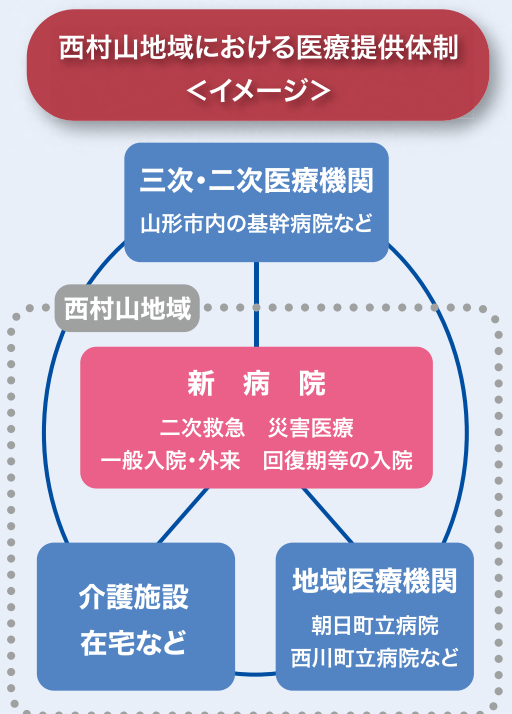 西村山地域における医療提供体制
＜イメージ＞
三次・二次医療機関
山形市内の基幹病院など
西村山地域
新　病　院
二次救急　災害医療
一般入院・外来　回復期等の入院
介護施設
在宅など
地域医療機関
朝日町立病院
西川町立病院など